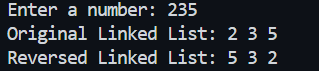 Enter a number: 235
Original Linked List: 2 3 5
Reversed Linked List: 5 3 2